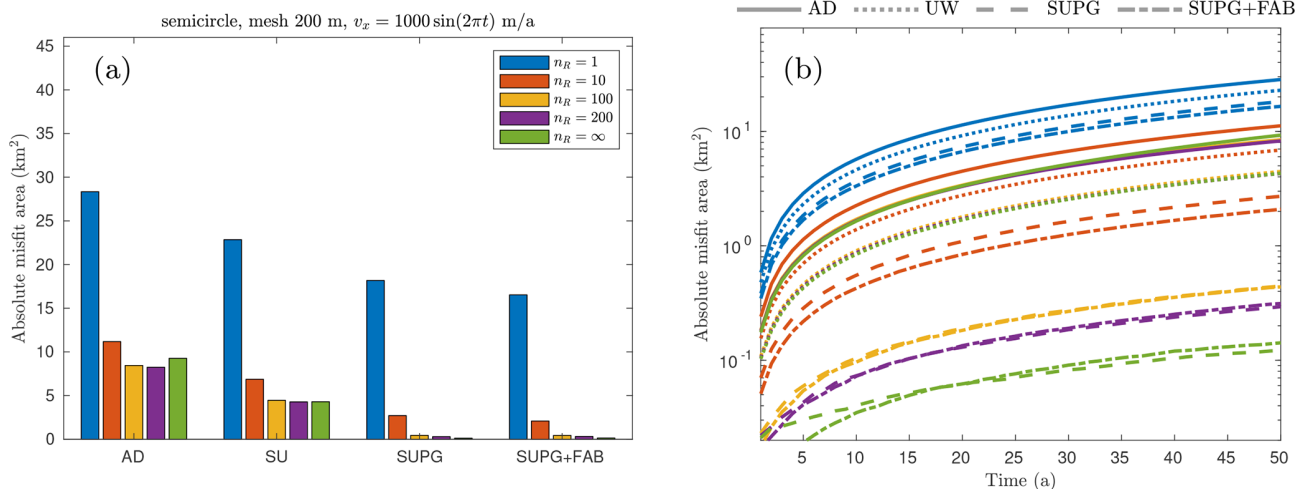 semicircle, mesh 200 m, vₓ = 1000 sin(2πt) m/a
(a)
n_R = 1
n_R = 10
n_R = 100
n_R = 200
n_R = ∞
Absolute misfit area (km²)
45
40
35
30
25
20
15
10
5
0
AD SU SUPG SUPG+FAB
AD UW SUPG SUPG+FAB
(b)
Absolute misfit area (km²)
10¹
10⁰
10⁻¹
5 10 15 20 25 30 35 40 45 50
Time (a)